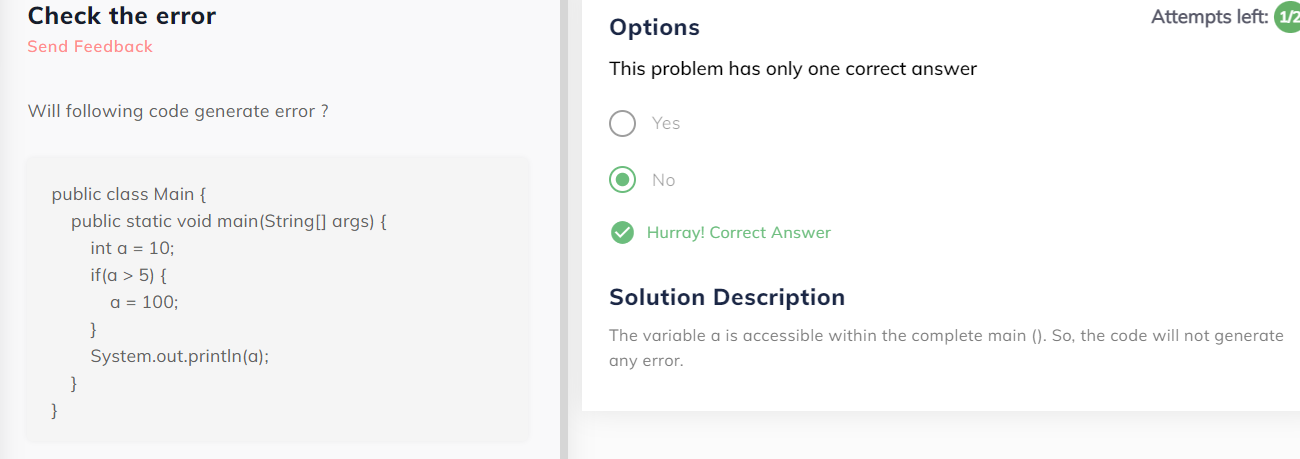 Check the error
Send Feedback
Will following code generate error ?
public class Main {
public static void main(String[] args) {
int a = 10;
if(a > 5) {
a = 100;
}
System.out.println(a);
}
}
Attempts left: 1/2
Options
This problem has only one correct answer
Yes
No
Hurray! Correct Answer
Solution Description
The variable a is accessible within the complete main (). So, the code will not generate
any error.